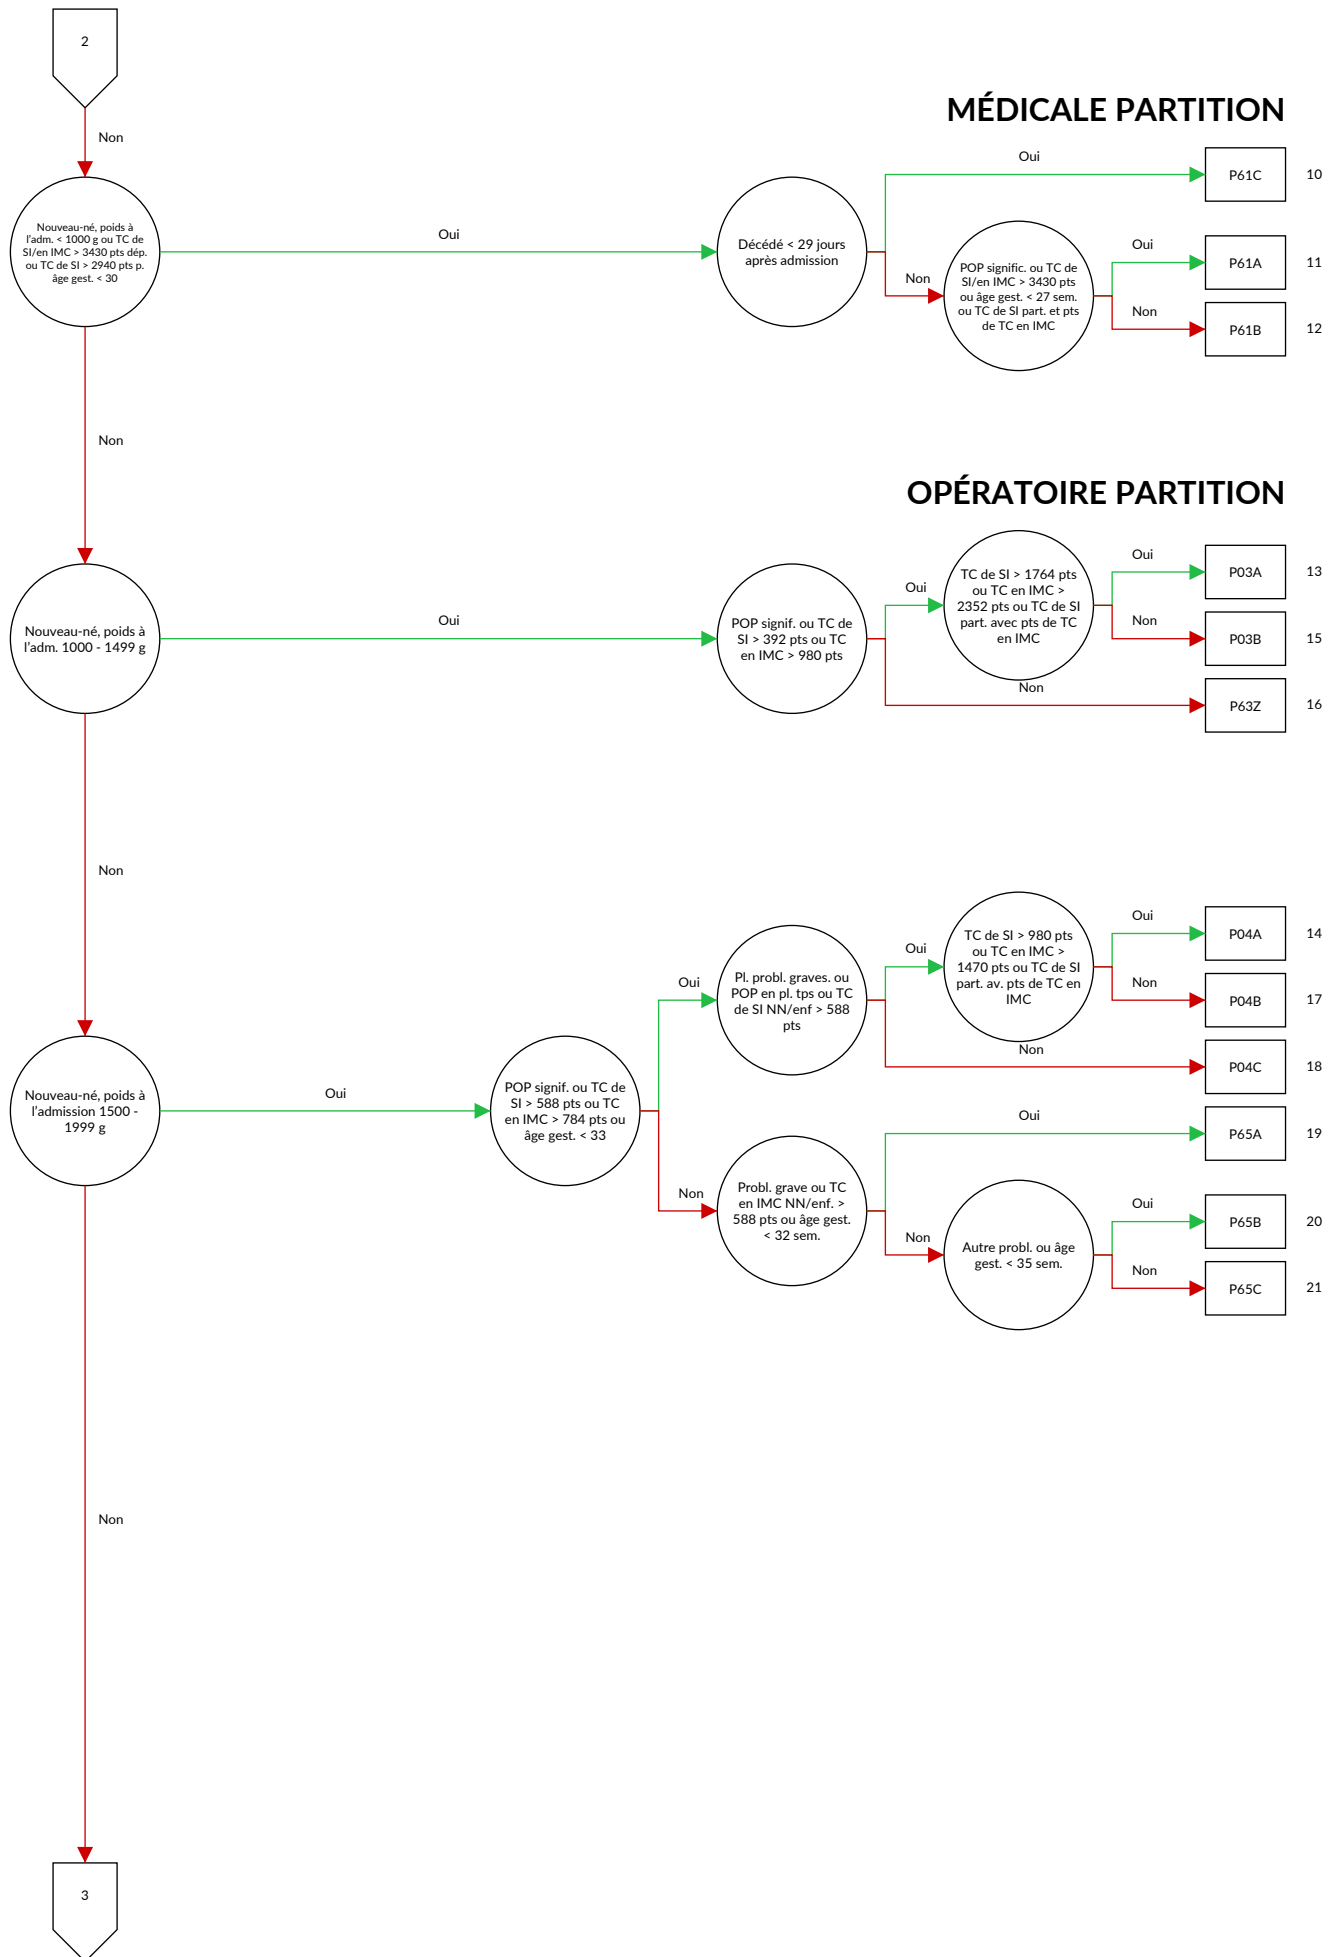 2
Non
MÉDICALE PARTITION
Nouveau-né, poids à
l'adm. < 1000 g ou TC de
SI/en IMC > 3430 pts dép.
ou TC de SI > 2940 pts p.
âge gest. < 30
Oui
Décédé < 29 jours
après admission
Oui
P61C
10
Non
POP signific. ou TC de
SI/en IMC > 3430 pts
ou âge gest. < 27 sem.
ou TC de SI part. et pts
de TC en IMC
Oui
P61A
11
Non
P61B
12
Non
OPÉRATOIRE PARTITION
Nouveau-né, poids à
l'adm. 1000 - 1499 g
Oui
POP signif. ou TC de
SI > 392 pts ou TC
en IMC > 980 pts
Oui
TC de SI > 1764 pts
ou TC en IMC >
2352 pts ou TC de SI
part. avec pts de TC
en IMC
Oui
P03A
13
Non
P03B
15
Non
P63Z
16
Non
Nouveau-né, poids à
l'admission 1500 -
1999 g
Oui
POP signif. ou TC de
SI > 588 pts ou TC
en IMC > 784 pts ou
âge gest. < 33
Oui
Pl. probl. graves. ou
POP en pl. tps ou TC
de SI NN/enf > 588
pts
Oui
TC de SI > 980 pts
ou TC en IMC >
1470 pts ou TC de SI
part. av. pts de TC en
IMC
Oui
P04A
14
Non
P04B
17
Non
P04C
18
Non
Probl. grave ou TC
en IMC NN/enf. >
588 pts ou âge gest.
< 32 sem.
Oui
P65A
19
Non
Autre probl. ou âge
gest. < 35 sem.
Oui
P65B
20
Non
P65C
21
Non
3